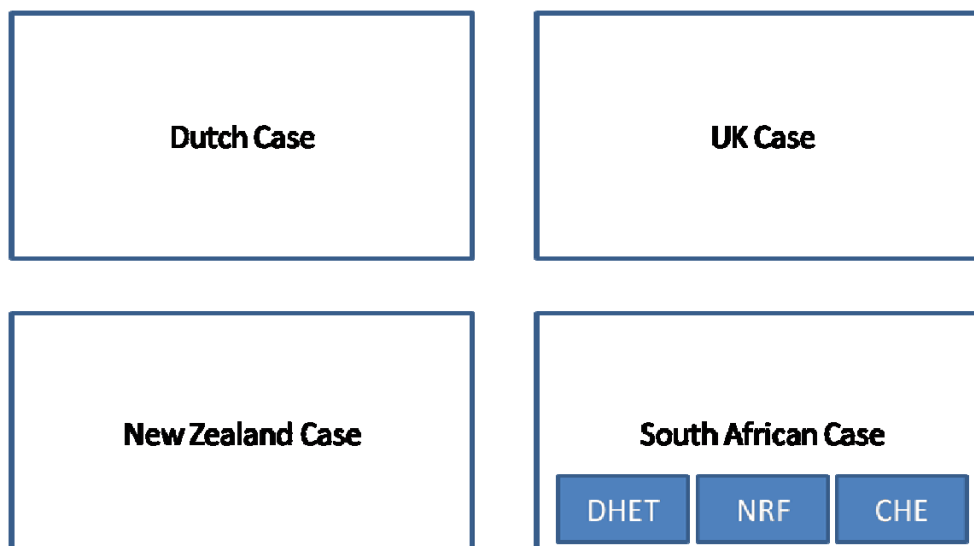 Dutch Case
UK Case
New Zealand Case
South African Case
DHET NRF CHE